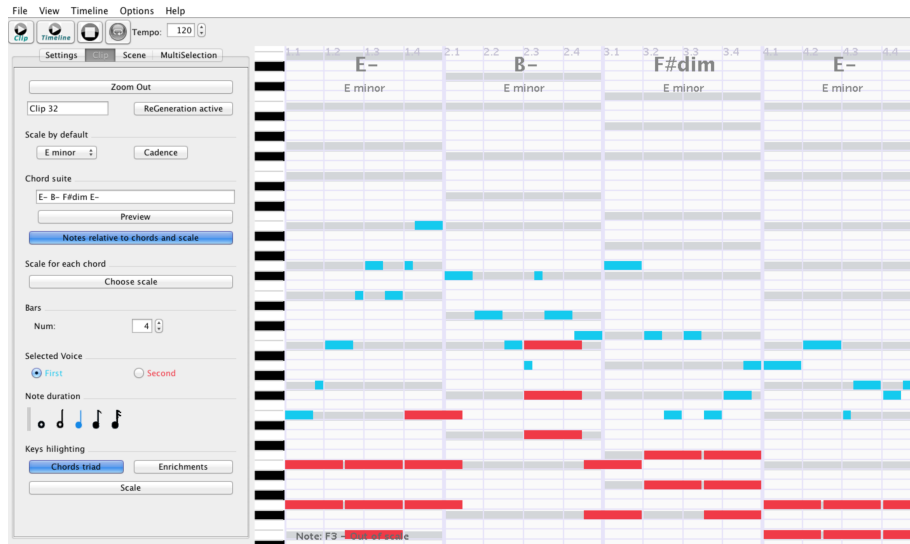 File View Timeline Options Help
Clip Timeline Tempo: 120
Settings Clip Scene MultiSelection
Zoom Out
Clip 32 ReGeneration active
Scale by default
E minor Cadence
Chord suite
E- B- F#dim E-
Preview
Notes relative to chords and scale
Scale for each chord
Choose scale
Bars
Num: 4
Selected Voice
First Second
Note duration
Keys hilighting
Chords triad Enrichments
Scale
1.1 1.2 1.3 1.4 2.1 2.2 2.3 2.4 3.1 3.2 3.3 3.4 4.1 4.2 4.3 4.4
E- B- F#dim E-
E minor E minor E minor E minor
Note: F3 - Out of scale